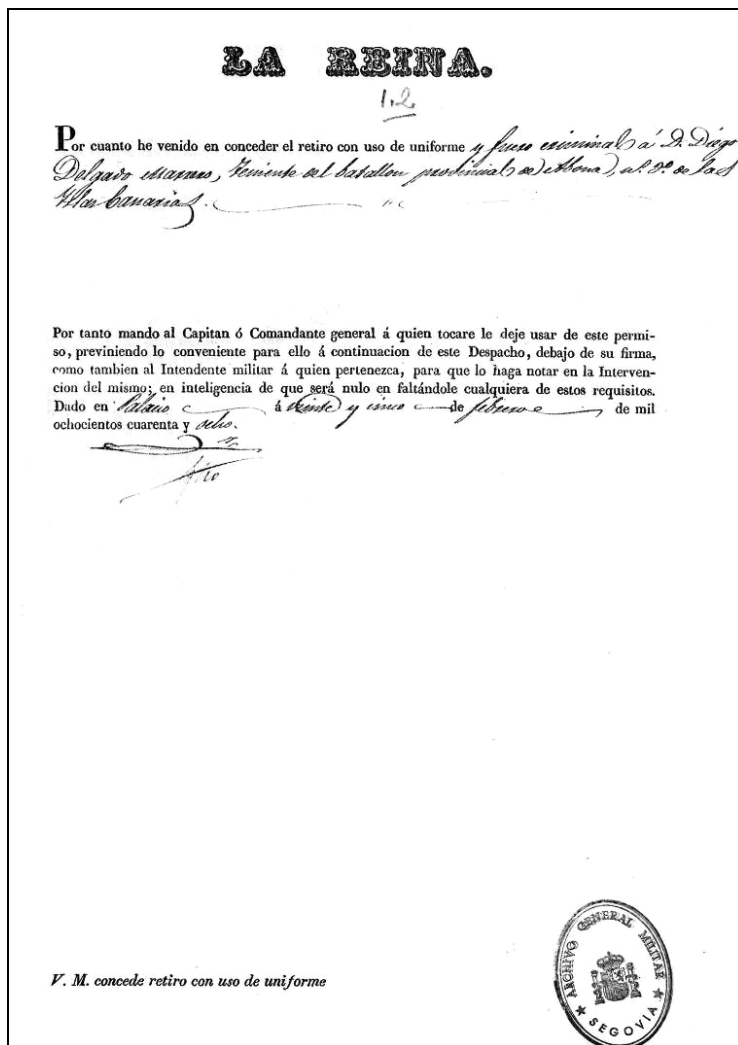 LA REINA.
1.2
Por cuanto he venido en conceder el retiro con uso de uniforme y fuero criminal á D. Diego
Delgado Marrero, Teniente del batallon provincial de Abona, 2.º de las
Islas Canarias.
Por tanto mando al Capitan ó Comandante general á quien tocare le deje usar de este permi-
so, previniendo lo conveniente para ello á continuacion de este Despacho, debajo de su firma,
como tambien al Intendente militar á quien pertenezca, para que lo haga notar en la Interven-
cion del mismo; en inteligencia de que será nulo en faltándole cualquiera de estos requisitos.
Dado en Palacio á veinte y cinco de febrero de mil
ochocientos cuarenta y ocho.
V. M. concede retiro con uso de uniforme
ARCHIVO GENERAL MILITAR
SEGOVIA